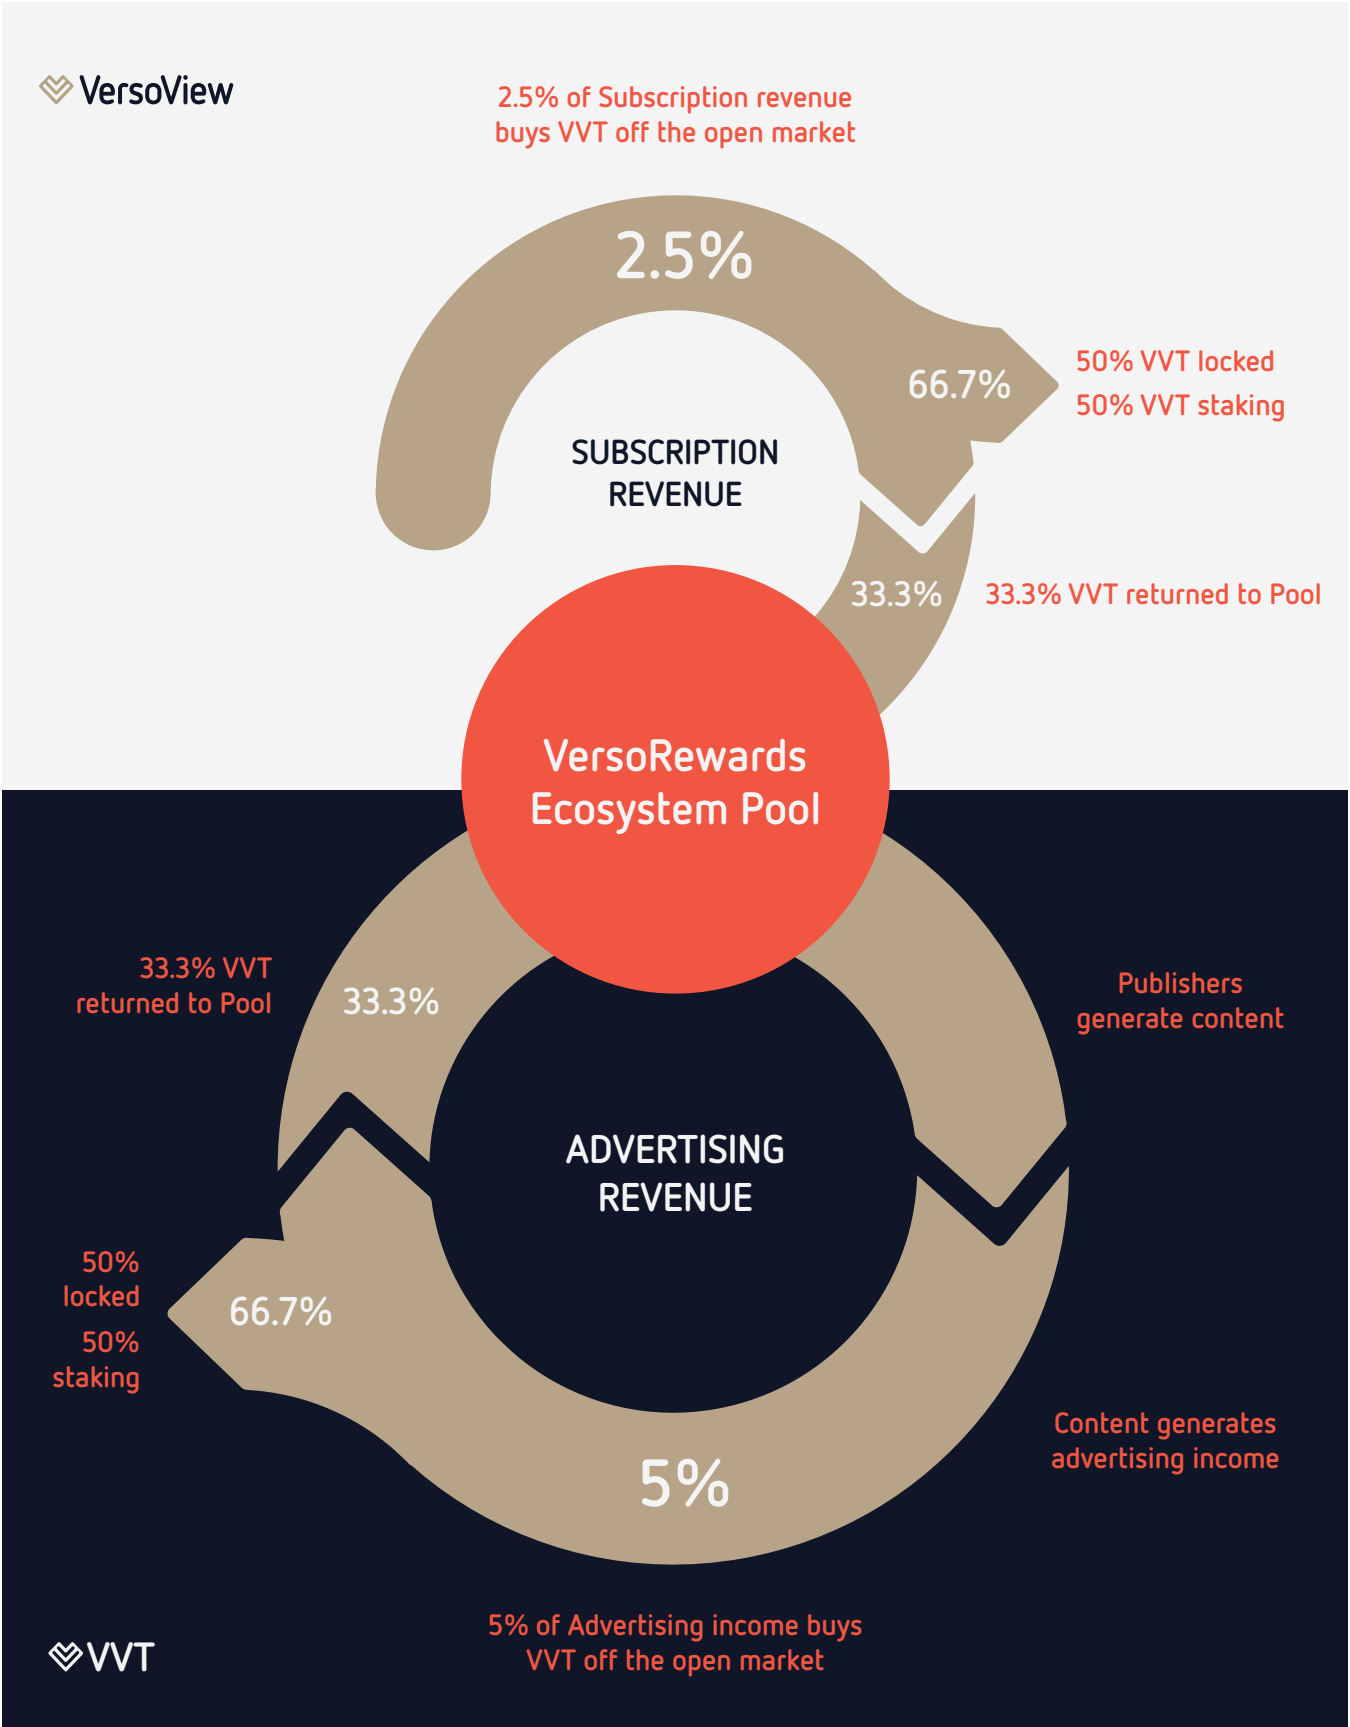 VersoView
2.5% of Subscription revenue
buys VVT off the open market
2.5%
66.7%
50% VVT locked
50% VVT staking
SUBSCRIPTION
REVENUE
33.3%
33.3% VVT returned to Pool
VersoRewards
Ecosystem Pool
33.3% VVT
returned to Pool
33.3%
Publishers
generate content
ADVERTISING
REVENUE
50%
locked
50%
staking
66.7%
Content generates
advertising income
5%
5% of Advertising income buys
VVT off the open market
VVT